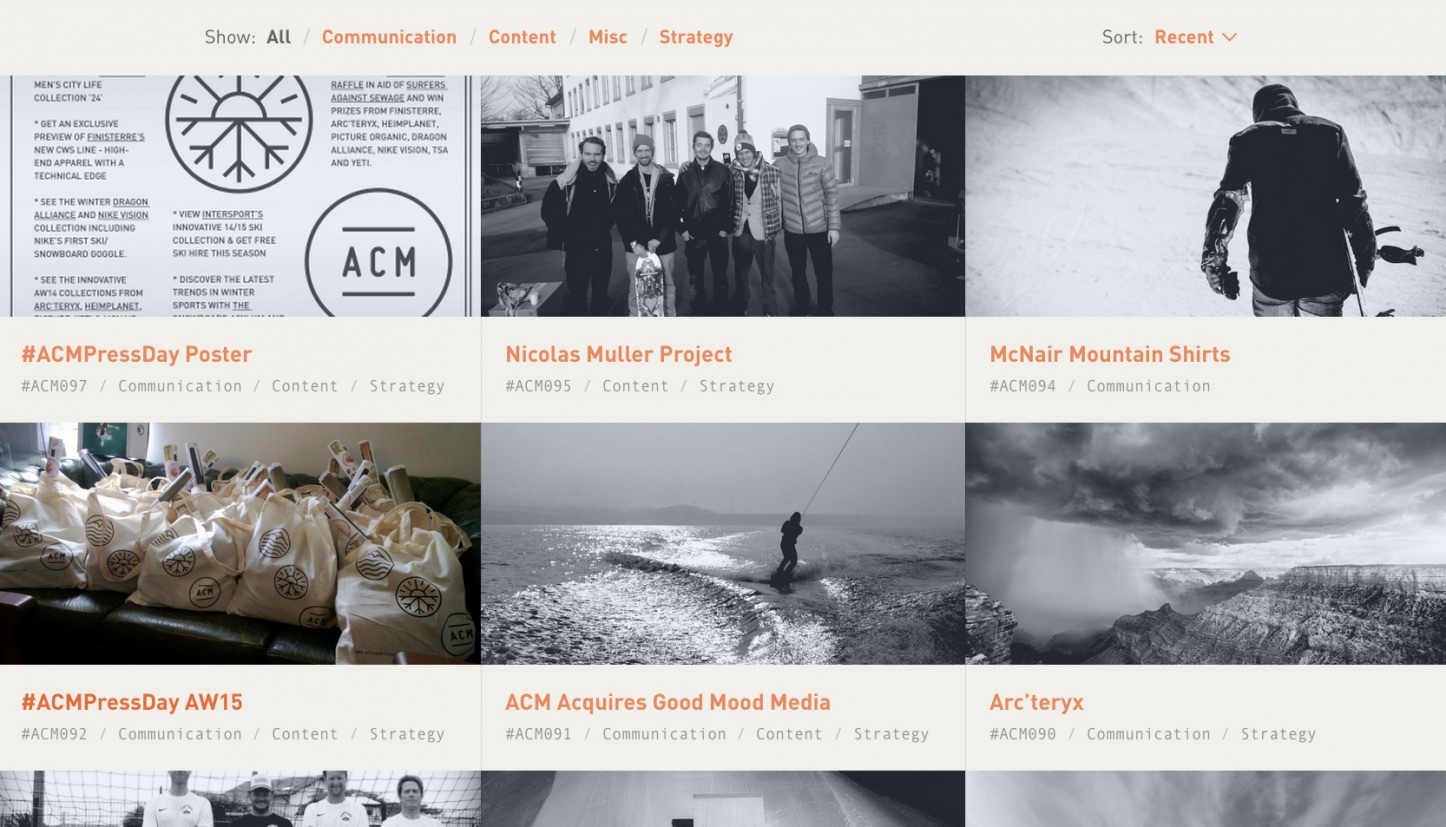 Show: All / Communication / Content / Misc / Strategy
Sort: Recent
MEN'S CITY LIFE
COLLECTION '24'
* GET AN EXCLUSIVE
PREVIEW OF FINISTERRE'S
NEW CWS LINE - HIGH-
END APPAREL WITH A
TECHNICAL EDGE
* SEE THE WINTER DRAGON
ALLIANCE AND NIKE VISION
COLLECTION INCLUDING
NIKE'S FIRST SKI/
SNOWBOARD GOGGLE.
* SEE THE INNOVATIVE
AW14 COLLECTIONS FROM
ARC'TERYX, HEIMPLANET,
* VIEW INTERSPORT'S
INNOVATIVE 14/15 SKI
COLLECTION & GET FREE
SKI HIRE THIS SEASON
* DISCOVER THE LATEST
TRENDS IN WINTER
SPORTS WITH THE
RAFFLE IN AID OF SURFERS
AGAINST SEWAGE AND WIN
PRIZES FROM FINISTERRE,
ARC'TERYX, HEIMPLANET,
PICTURE ORGANIC, DRAGON
ALLIANCE, NIKE VISION, TSA
AND YETI.
ACM
#ACMPressDay Poster
#ACM097 / Communication / Content / Strategy
Nicolas Muller Project
#ACM095 / Content / Strategy
McNair Mountain Shirts
#ACM094 / Communication
ACM
ACM
ACM
ACM
#ACMPressDay AW15
#ACM092 / Communication / Content / Strategy
ACM Acquires Good Mood Media
#ACM091 / Communication / Content / Strategy
Arc'teryx
#ACM090 / Communication / Strategy